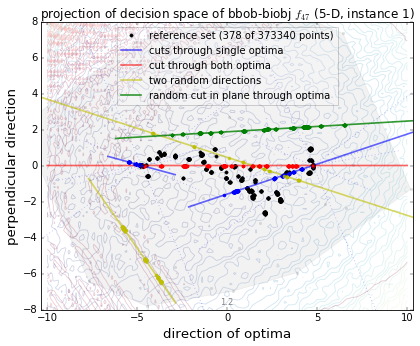 projection of decision space of bbob-biobj f47 (5-D, instance 1)
reference set (378 of 373340 points)
cuts through single optima
cut through both optima
two random directions
random cut in plane through optima
perpendicular direction
8
6
4
2
0
−2
−4
−6
−8
1.2
−10
−5
0
5
10
direction of optima